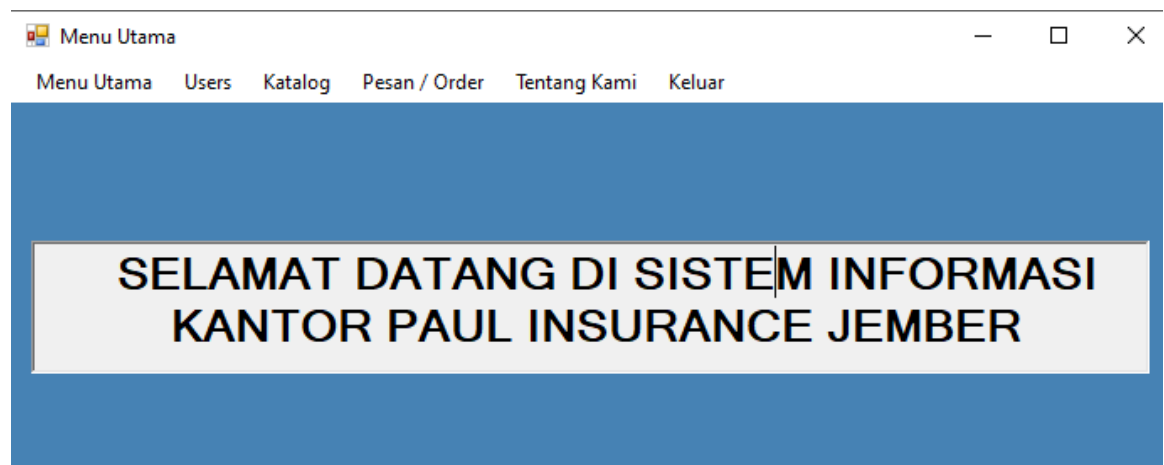 Menu Utama
Menu Utama Users Katalog Pesan / Order Tentang Kami Keluar
SELAMAT DATANG DI SISTEM INFORMASI
KANTOR PAUL INSURANCE JEMBER